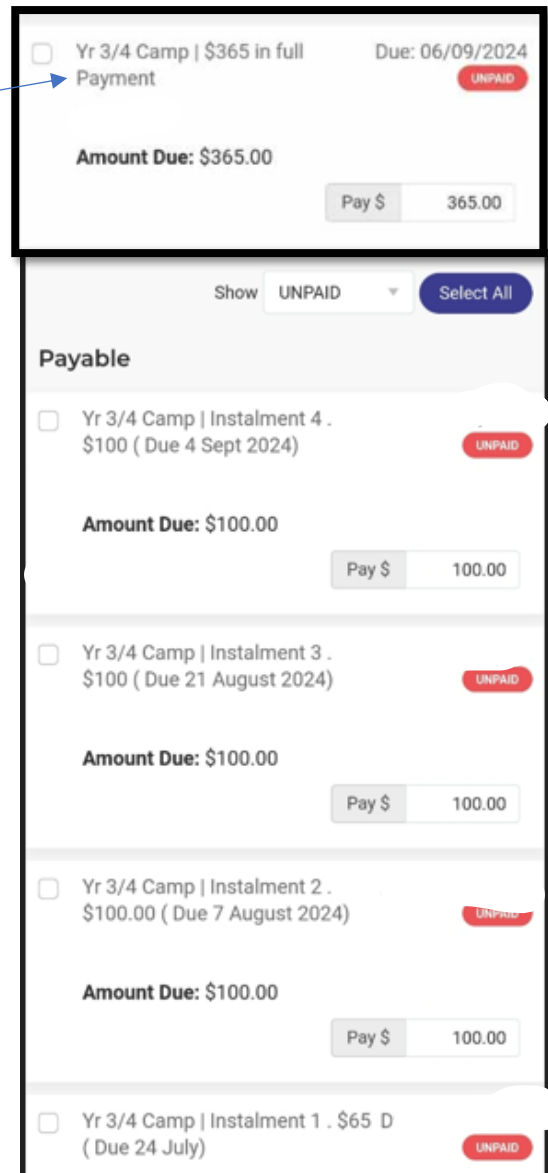 Yr 3/4 Camp | $365 in full Due: 06/09/2024
Payment UNPAID
Amount Due: $365.00
Pay $ 365.00
Show UNPAID Select All
Payable
Yr 3/4 Camp | Instalment 4 .
$100 ( Due 4 Sept 2024) UNPAID
Amount Due: $100.00
Pay $ 100.00
Yr 3/4 Camp | Instalment 3 .
$100 ( Due 21 August 2024) UNPAID
Amount Due: $100.00
Pay $ 100.00
Yr 3/4 Camp | Instalment 2 .
$100.00 ( Due 7 August 2024) UNPAID
Amount Due: $100.00
Pay $ 100.00
Yr 3/4 Camp | Instalment 1 . $65 D
( Due 24 July) UNPAID